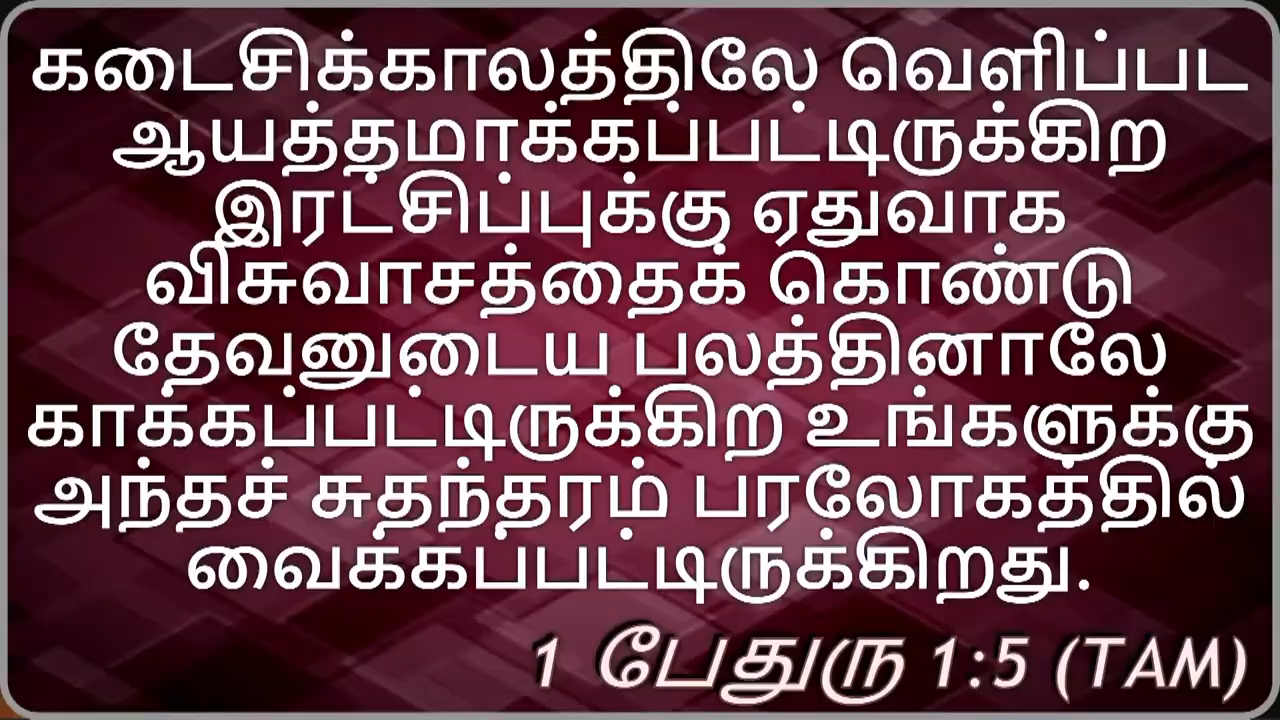 கடைசிக்காலத்திலே வெளிப்பட
ஆயத்தமாக்கப்பட்டிருக்கிற
இரட்சிப்புக்கு ஏதுவாக
விசுவாசத்தைக் கொண்டு
தேவனுடைய பலத்தினாலே
காக்கப்பட்டிருக்கிற உங்களுக்கு
அந்தச் சுதந்தரம் பரலோகத்தில்
வைக்கப்பட்டிருக்கிறது.
1 பேதுரு 1:5 (TAM)